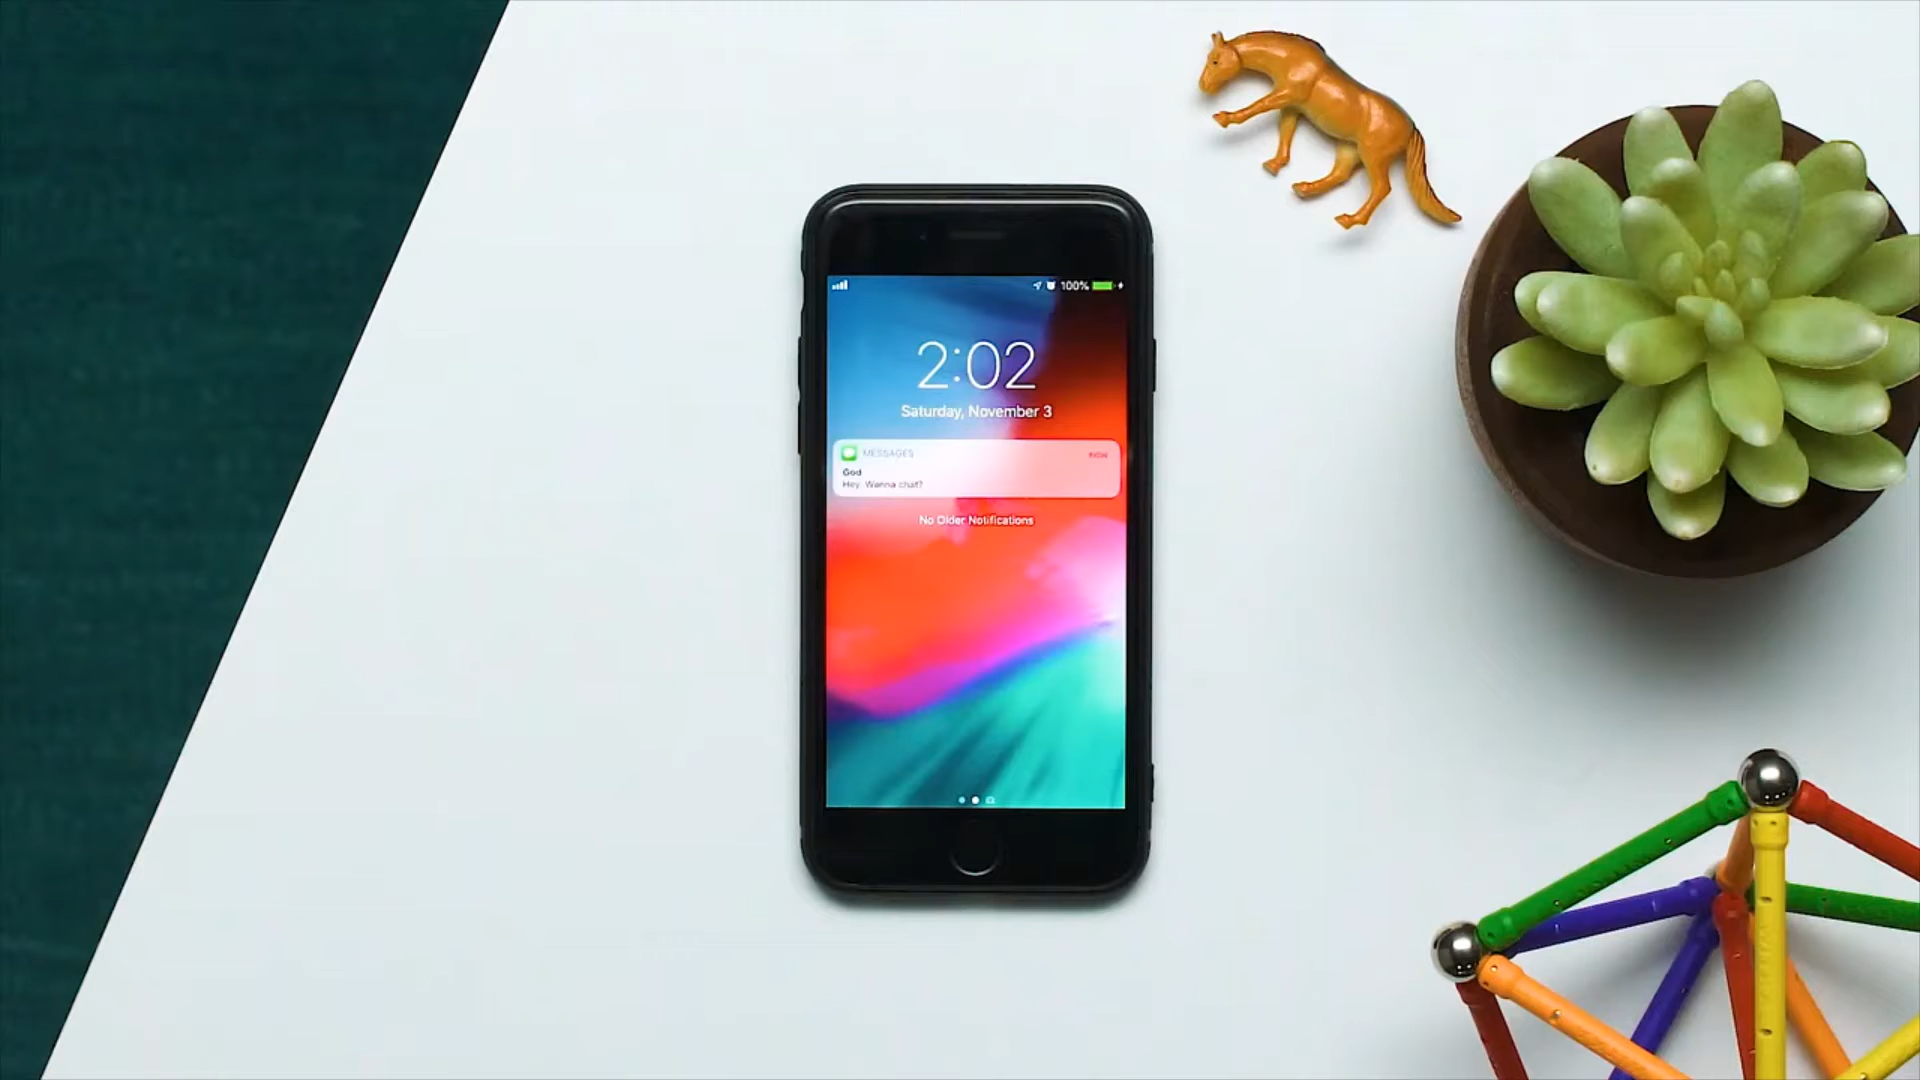 100%
2:02
Saturday, November 3
MESSAGES
now
God
Hey. Wanna chat?
No Older Notifications